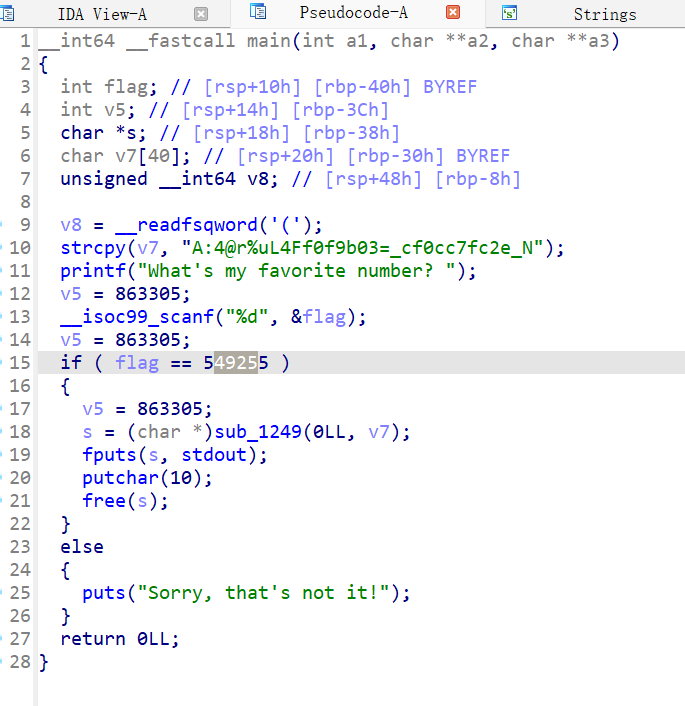 IDA View-A Pseudocode-A Strings
1 __int64 __fastcall main(int a1, char **a2, char **a3)
2 {
3 int flag; // [rsp+10h] [rbp-40h] BYREF
4 int v5; // [rsp+14h] [rbp-3Ch]
5 char *s; // [rsp+18h] [rbp-38h]
6 char v7[40]; // [rsp+20h] [rbp-30h] BYREF
7 unsigned __int64 v8; // [rsp+48h] [rbp-8h]
8
9 v8 = __readfsqword('(');
10 strcpy(v7, "A:4@r%uL4Ff0f9b03=_cf0cc7fc2e_N");
11 printf("What's my favorite number? ");
12 v5 = 863305;
13 __isoc99_scanf("%d", &flag);
14 v5 = 863305;
15 if ( flag == 549255 )
16 {
17 v5 = 863305;
18 s = (char *)sub_1249(0LL, v7);
19 fputs(s, stdout);
20 putchar(10);
21 free(s);
22 }
23 else
24 {
25 puts("Sorry, that's not it!");
26 }
27 return 0LL;
28 }